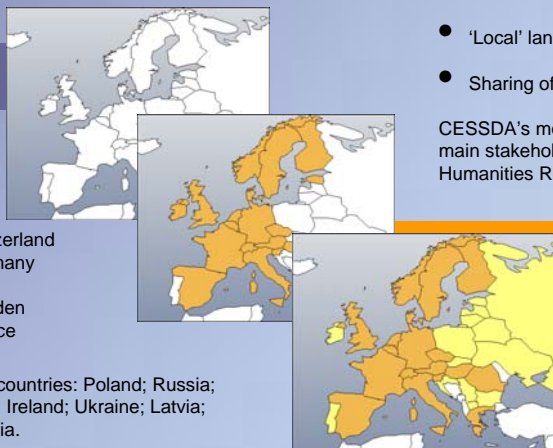 • 'Local' lan
• Sharing of
CESSDA's me
main stakehol
Humanities R
zerland
many
den
ce
countries: Poland; Russia;
Ireland; Ukraine; Latvia;
ia.